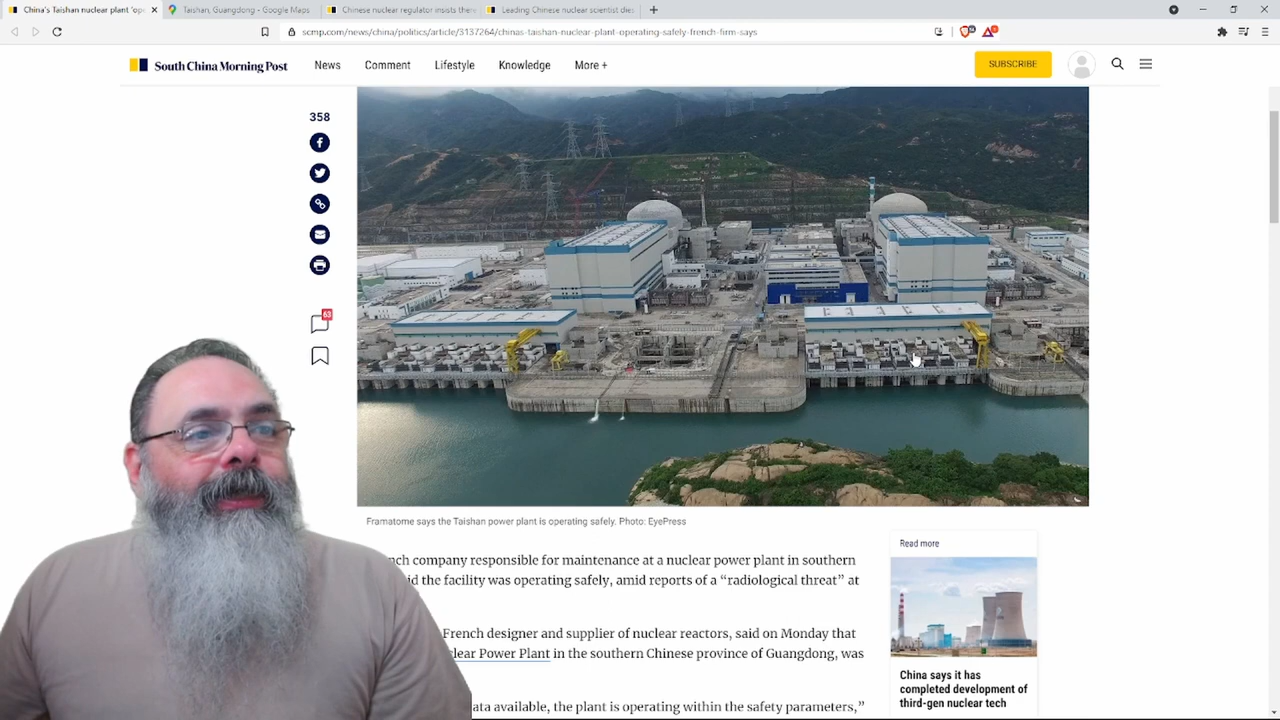 China's Taishan nuclear plant 'op
Taishan, Guangdong - Google Maps
Chinese nuclear regulator insists there
Leading Chinese nuclear scientist dies
scmp.com/news/china/politics/article/3137264/chinas-taishan-nuclear-plant-operating-safely-french-firm-says
South China Morning Post
News
Comment
Lifestyle
Knowledge
More +
SUBSCRIBE
358
63
Framatome says the Taishan power plant is operating safely. Photo: EyePress
company responsible for maintenance at a nuclear power plant in southern
the facility was operating safely, amid reports of a “radiological threat” at
French designer and supplier of nuclear reactors, said on Monday that
Power Plant in the southern Chinese province of Guangdong, was
available, the plant is operating within the safety parameters,”
Read more
China says it has
completed development of
third-gen nuclear tech